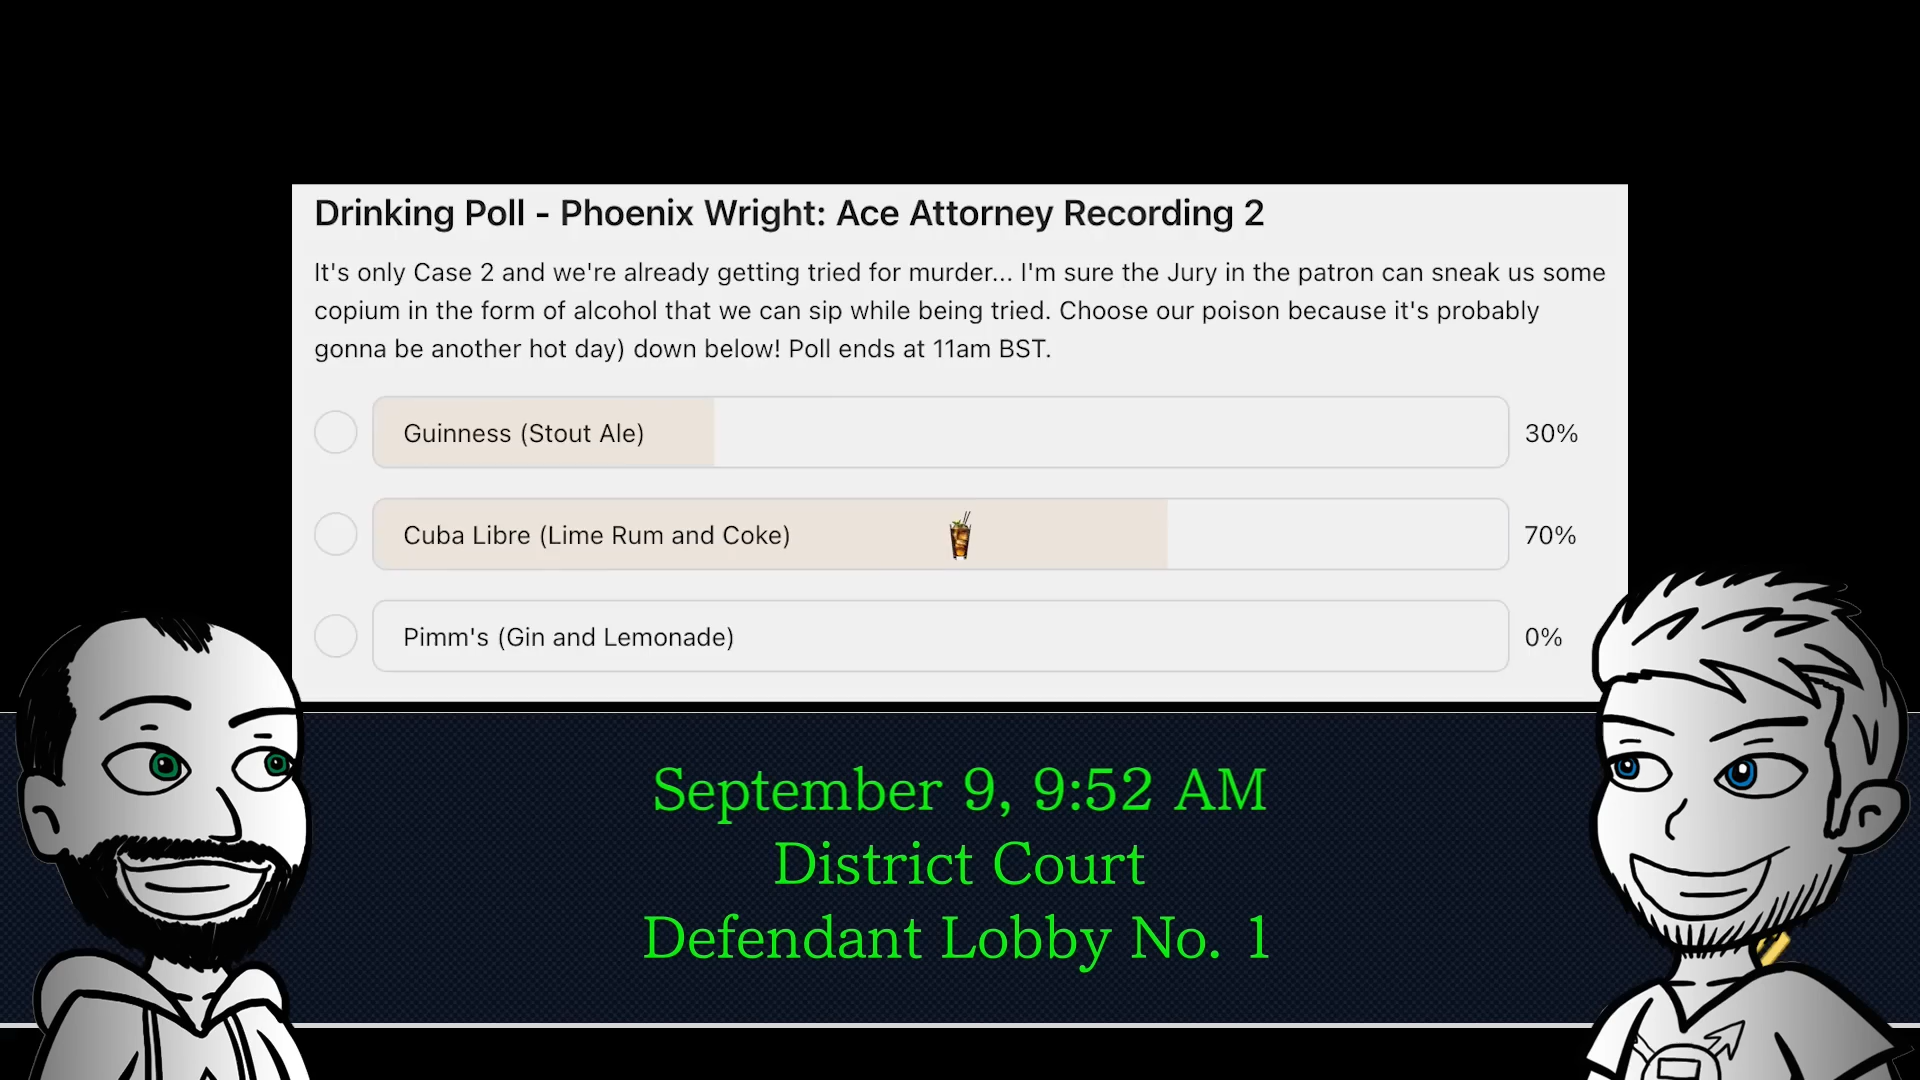 Drinking Poll - Phoenix Wright: Ace Attorney Recording 2
It's only Case 2 and we're already getting tried for murder... I'm sure the Jury in the patron can sneak us some
copium in the form of alcohol that we can sip while being tried. Choose our poison because it's probably
gonna be another hot day) down below! Poll ends at 11am BST.
Guinness (Stout Ale) 30%
Cuba Libre (Lime Rum and Coke) 70%
Pimm's (Gin and Lemonade) 0%
September 9, 9:52 AM
District Court
Defendant Lobby No. 1